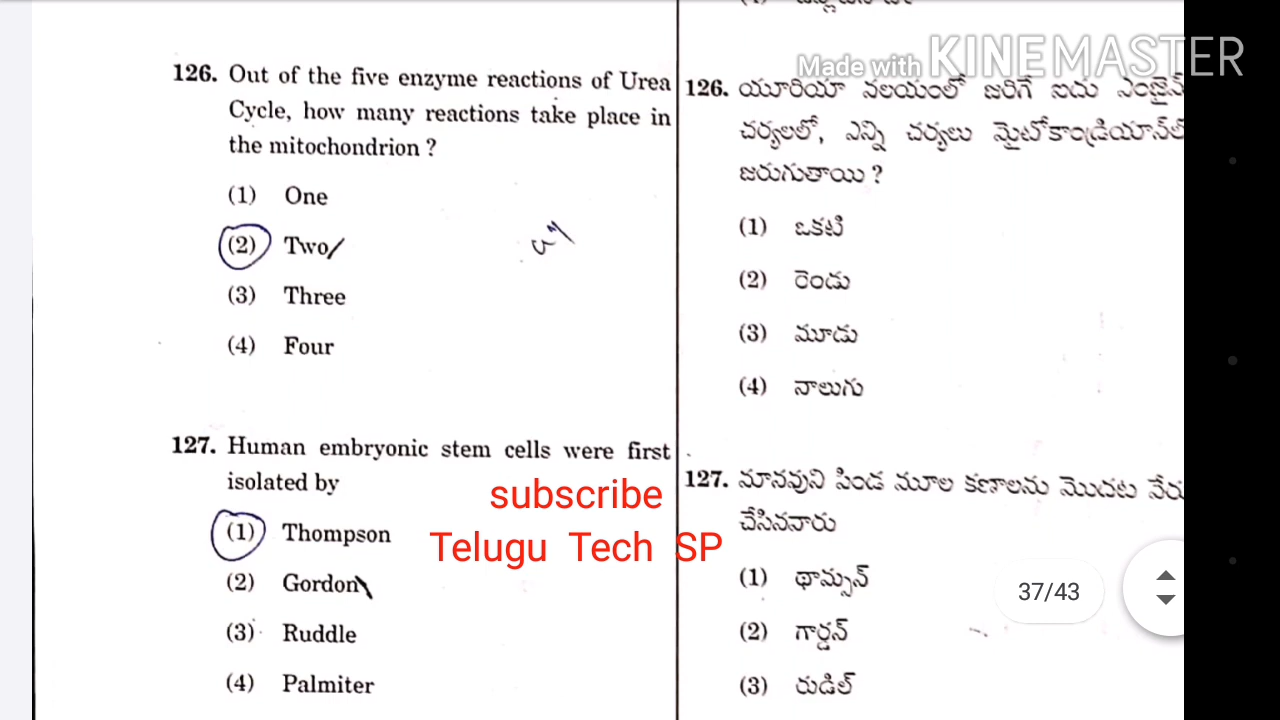 Made with KINEMASTER
126. Out of the five enzyme reactions of Urea
Cycle, how many reactions take place in
the mitochondrion ?
(1) One
(2) Two
(3) Three
(4) Four
127. Human embryonic stem cells were first
isolated by
(1) Thompson
(2) Gordon
(3) Ruddle
(4) Palmiter
126. యూరియా వలయంలో జరిగే ఐదు ఎంజైన్
చర్యలలో, ఎన్ని చర్యలు మైటోకాండ్రియాన్‌లో
జరుగుతాయి ?
(1) ఒకటి
(2) రెండు
(3) మూడు
(4) నాలుగు
127. మానవుని పిండ మూల కణాలను మొదట వేరు
చేసిననారు
(1) థామ్సన్
(2) గార్డన్
(3) రుడిల్
subscribe
Telugu Tech SP
37/43